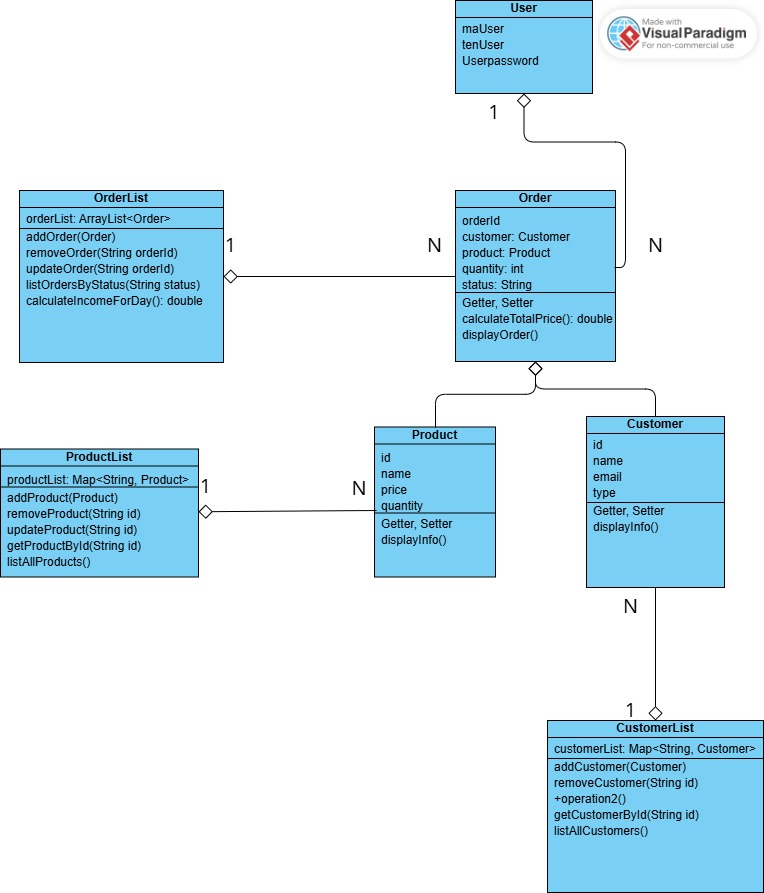 User
maUser
tenUser
Userpassword
Made with
VisualParadigm
For non-commercial use
1
N
OrderList
orderList: ArrayList<Order>
addOrder(Order)
removeOrder(String orderId)
updateOrder(String orderId)
listOrdersByStatus(String status)
calculateIncomeForDay(): double
1
N
Order
orderId
customer: Customer
product: Product
quantity: int
status: String
Getter, Setter
calculateTotalPrice(): double
displayOrder()
ProductList
productList: Map<String, Product>
addProduct(Product)
removeProduct(String id)
updateProduct(String id)
getProductById(String id)
listAllProducts()
1
N
Product
id
name
price
quantity
Getter, Setter
displayInfo()
Customer
id
name
email
type
Getter, Setter
displayInfo()
N
1
CustomerList
customerList: Map<String, Customer>
addCustomer(Customer)
removeCustomer(String id)
+operation2()
getCustomerById(String id)
listAllCustomers()